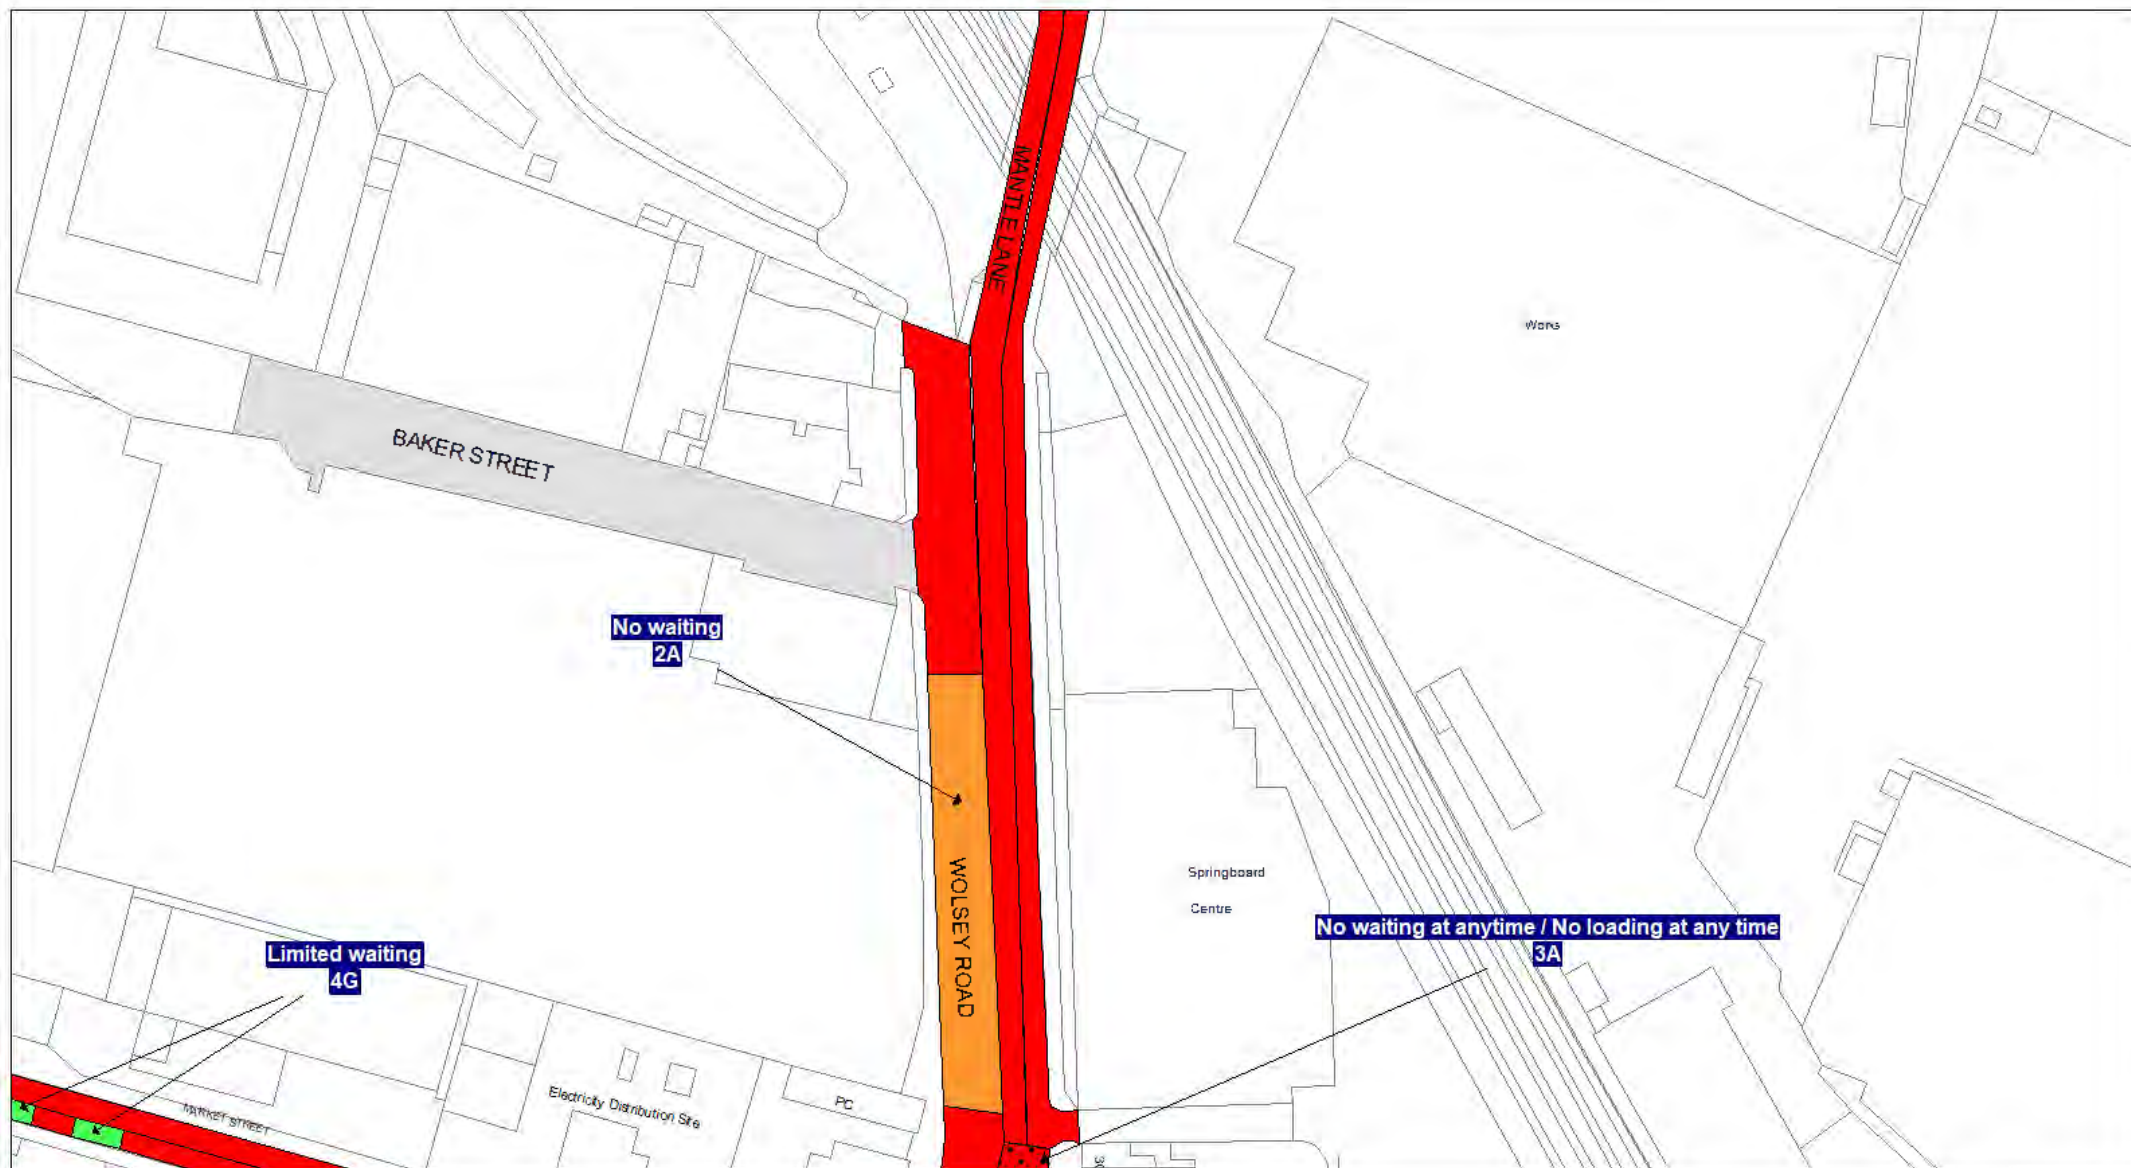 MANTLE LANE
Works
BAKER STREET
No waiting
2A
WOLSEY ROAD
Springboard
Centre
No waiting at anytime / No loading at any time
3A
Limited waiting
4G
MARKET STREET
Electricity Distribution Site
PC